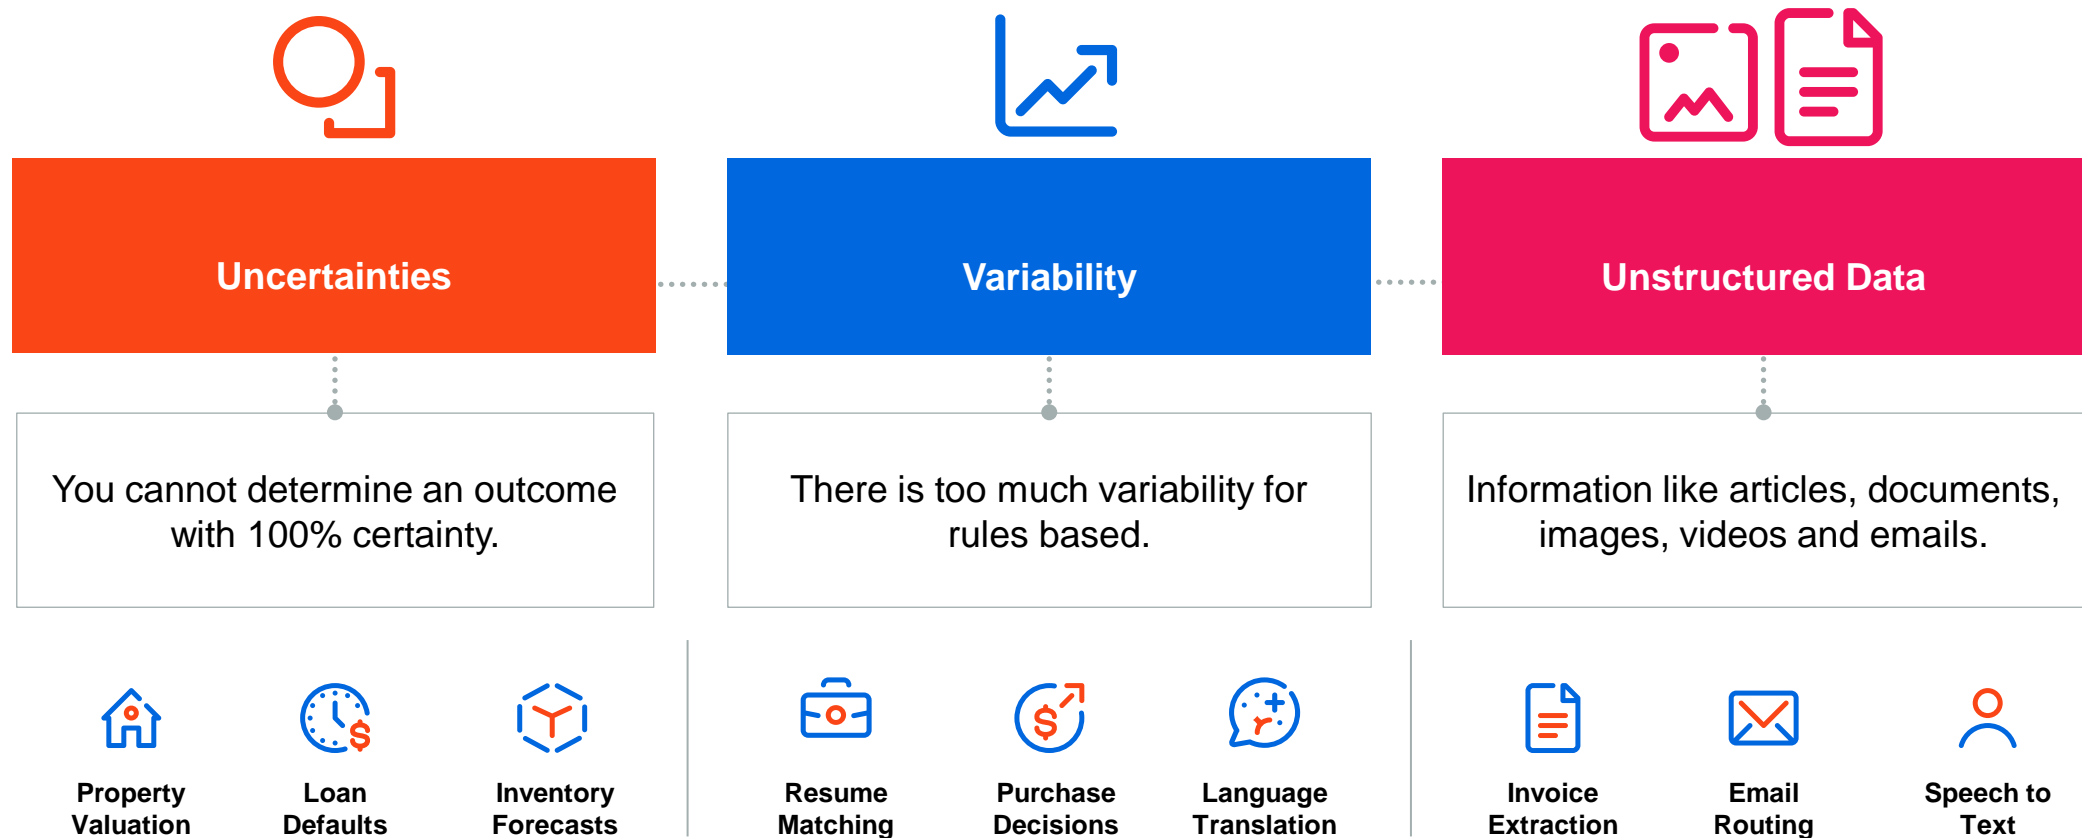 Uncertainties
Variability
Unstructured Data
You cannot determine an outcome
with 100% certainty.
There is too much variability for
rules based.
Information like articles, documents,
images, videos and emails.
Property
Valuation
Loan
Defaults
Inventory
Forecasts
Resume
Matching
Purchase
Decisions
Language
Translation
Invoice
Extraction
Email
Routing
Speech to
Text